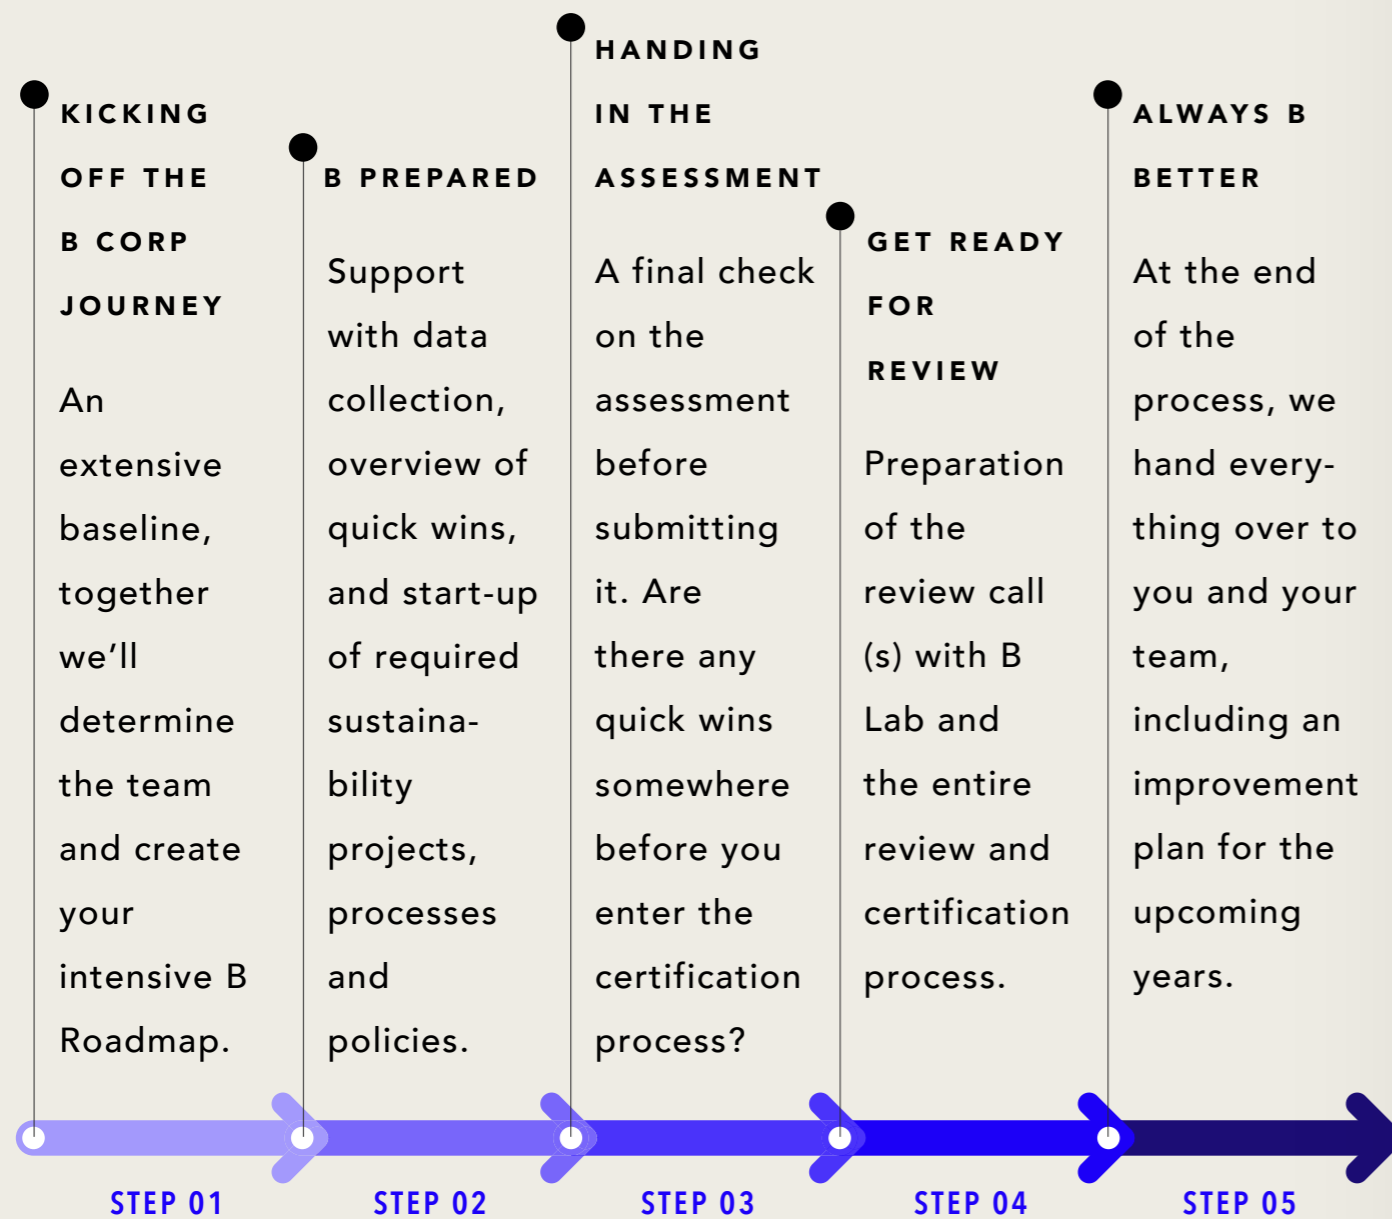 KICKING
OFF THE
B CORP
JOURNEY
An
extensive
baseline,
together
we’ll
determine
the team
and create
your
intensive B
Roadmap.
B PREPARED
Support
with data
collection,
overview of
quick wins,
and start-up
of required
sustaina-
bility
projects,
processes
and
policies.
HANDING
IN THE
ASSESSMENT
A final check
on the
assessment
before
submitting
it. Are
there any
quick wins
somewhere
before you
enter the
certification
process?
GET READY
FOR
REVIEW
Preparation
of the
review call
(s) with B
Lab and
the entire
review and
certification
process.
ALWAYS B
BETTER
At the end
of the
process, we
hand every-
thing over to
you and your
team,
including an
improvement
plan for the
upcoming
years.
STEP 01
STEP 02
STEP 03
STEP 04
STEP 05